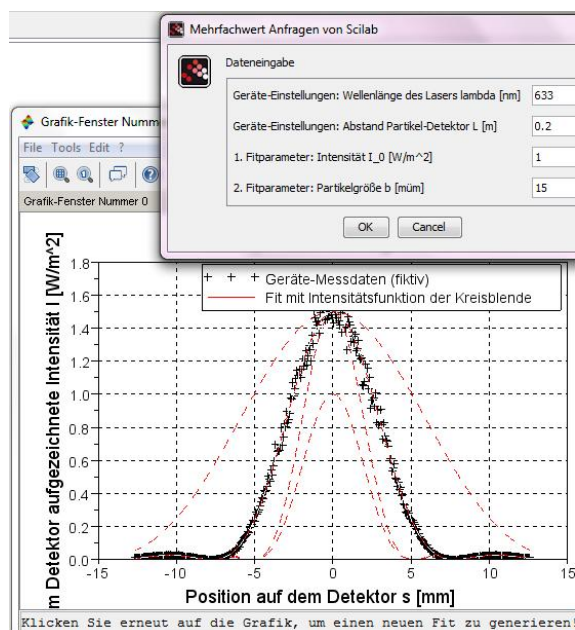 Mehrfachwert Anfragen von Scilab
Dateneingabe
Geräte-Einstellungen: Wellenlänge des Lasers lambda [nm] 633
Geräte-Einstellungen: Abstand Partikel-Detektor L [m] 0.2
1. Fitparameter: Intensität I_0 [W/m^2] 1
2. Fitparameter: Partikelgröße b [müm] 15
OK Cancel
Grafik-Fenster Numme
File Tools Edit ?
Grafik-Fenster Nummer 0
m Detektor aufgezeichnete Intensität I [W/m^2]
1.8
1.6
1.4
1.2
1.0
0.8
0.6
0.4
0.2
0.0
Geräte-Messdaten (fiktiv)
Fit mit Intensitätsfunktion der Kreisblende
-15 -10 -5 0 5 10 15
Position auf dem Detektor s [mm]
Klicken Sie erneut auf die Grafik, um einen neuen Fit zu generieren!